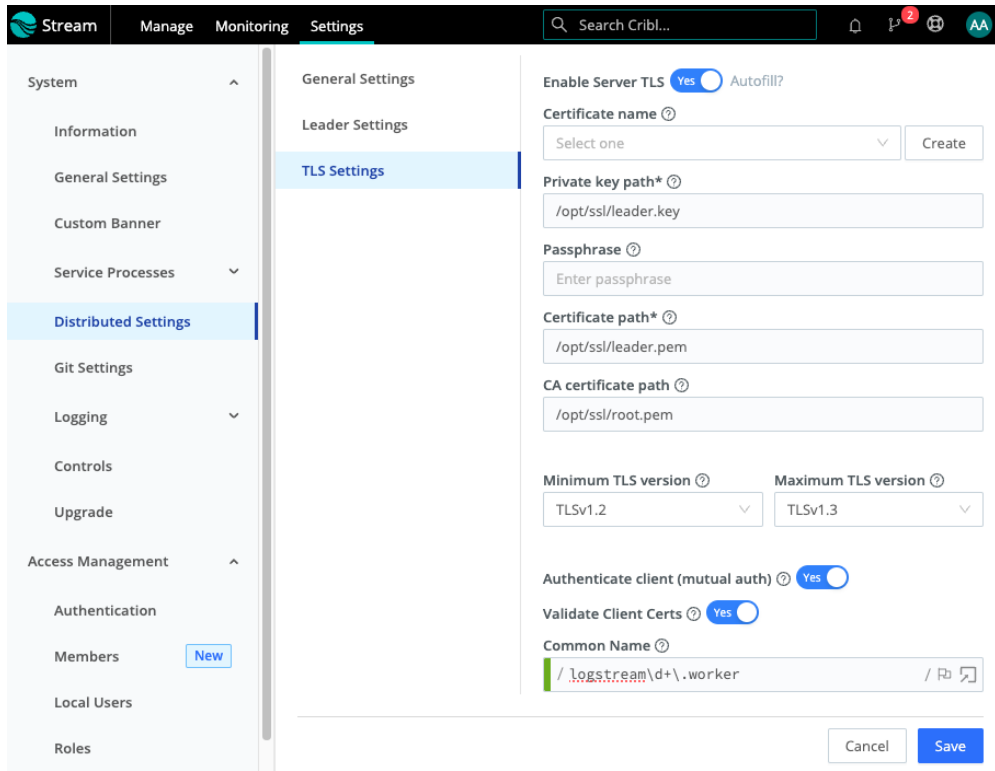 Stream Manage Monitoring Settings Search Cribl... 2 AA
System
Information
General Settings
Custom Banner
Service Processes
Distributed Settings
Git Settings
Logging
Controls
Upgrade
Access Management
Authentication
Members New
Local Users
Roles
General Settings
Leader Settings
TLS Settings
Enable Server TLS Yes Autofill?
Certificate name
Select one Create
Private key path*
/opt/ssl/leader.key
Passphrase
Enter passphrase
Certificate path*
/opt/ssl/leader.pem
CA certificate path
/opt/ssl/root.pem
Minimum TLS version Maximum TLS version
TLSv1.2 TLSv1.3
Authenticate client (mutual auth) Yes
Validate Client Certs Yes
Common Name
/ logstream\d+\.worker /
Cancel Save